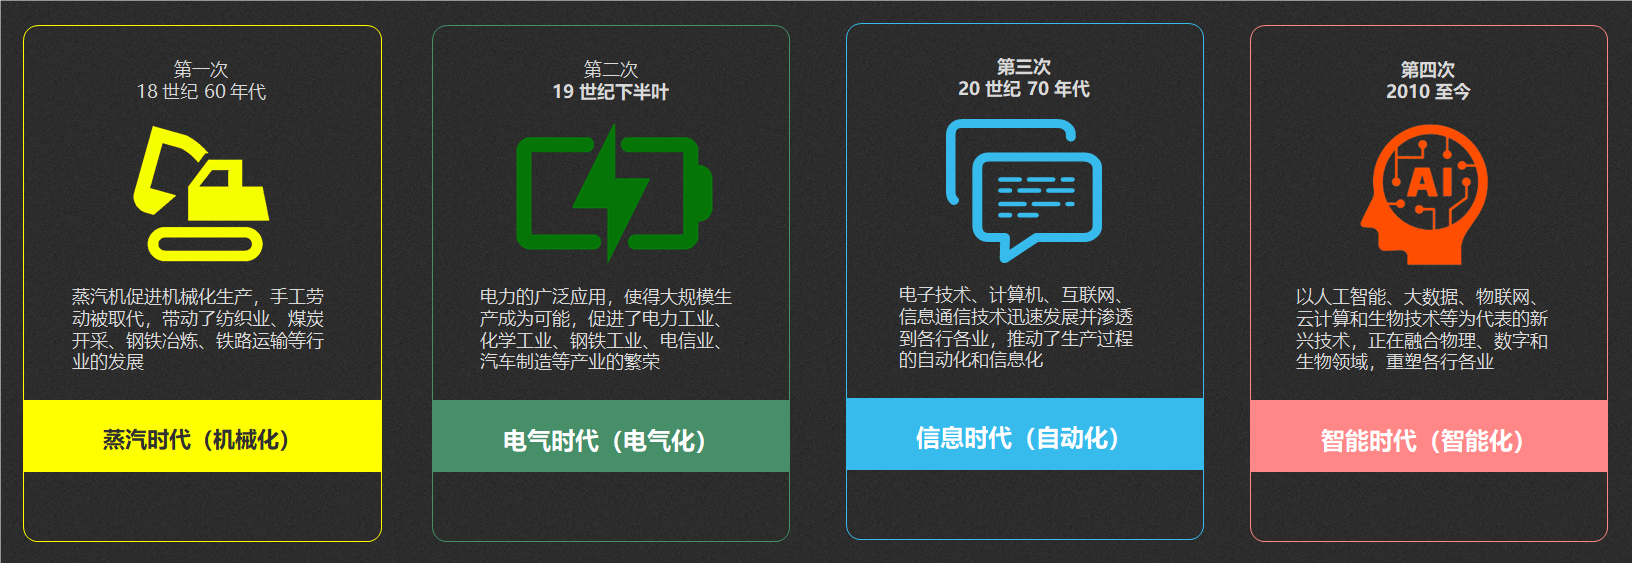 第一次
18 世纪 60 年代
蒸汽机促进机械化生产，手工劳
动被取代，带动了纺织业、煤炭
开采、钢铁冶炼、铁路运输等行
业的发展
蒸汽时代（机械化）
第二次
19 世纪下半叶
电力的广泛应用，使得大规模生
产成为可能，促进了电力工业、
化学工业、钢铁工业、电信业、
汽车制造等产业的繁荣
电气时代（电气化）
第三次
20 世纪 70 年代
电子技术、计算机、互联网、
信息通信技术迅速发展并渗透
到各行各业，推动了生产过程
的自动化和信息化
信息时代（自动化）
第四次
2010 至今
AI
以人工智能、大数据、物联网、
云计算和生物技术等为代表的新
兴技术，正在融合物理、数字和
生物领域，重塑各行各业
智能时代（智能化）